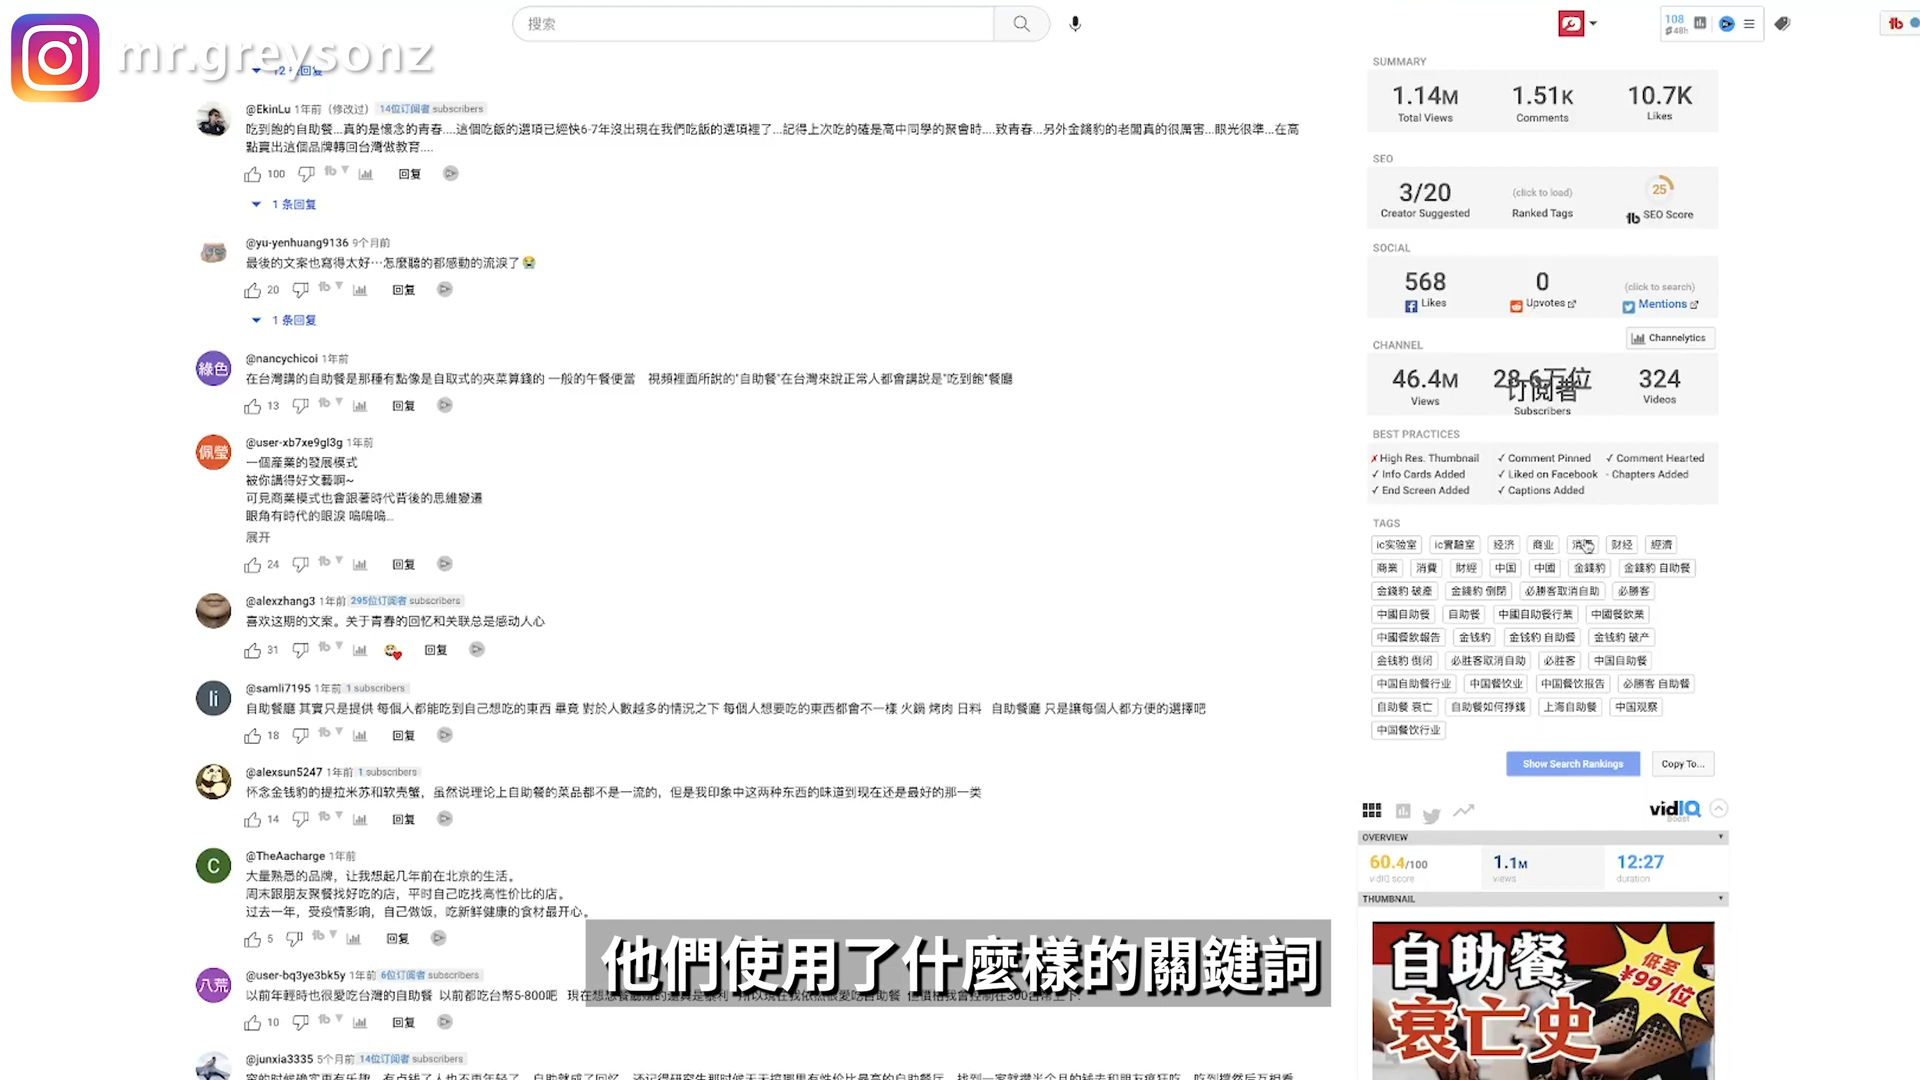 mr.greysonz
搜索
108
48h
@EkinLu 1年前（修改过） 14位订阅者 subscribers
吃到飽的自助餐...真的是懷念的青春....這個吃飯的選項已經快6-7年沒出現在我們吃飯的選項裡了...記得上次吃的確是高中同學的聚會時....致青春...另外金錢豹的老闆真的很厲害...眼光很準...在高
點賣出這個品牌轉回台灣做教育....
100 回复
1 条回复
@yu-yenhuang9136 9个月前
最後的文案也寫得太好⋯怎麼聽的都感動的流淚了😭
20 回复
1 条回复
綠色
@nancychicoi 1年前
在台灣講的自助餐是那種有點像是自取式的夾菜算錢的 一般的午餐便當 視頻裡面所說的"自助餐"在台灣來說正常人都會講說是"吃到飽"餐廳
13 回复
佩瑩
@user-xb7xe9gl3g 1年前
一個產業的發展模式
被你講得好文藝啊~
可見商業模式也會跟著時代背後的思維變遷
眼角有時代的眼淚 嗚嗚嗚...
展开
24 回复
@alexzhang3 1年前 295位订阅者 subscribers
喜欢这期的文案。关于青春的回忆和关联总是感动人心
31 回复
li
@samli7195 1年前 1 subscribers
自助餐廳 其實只是提供 每個人都能吃到自己想吃的東西 畢竟 對於人數越多的情況之下 每個人想要吃的東西都會不一樣 火鍋 烤肉 日料 自助餐廳 只是讓每個人都方便的選擇吧
18 回复
@alexsun5247 1年前 1 subscribers
怀念金钱豹的提拉米苏和软壳蟹，虽然说理论上自助餐的菜品都不是一流的，但是我印象中这两种东西的味道到现在还是最好的那一类
14 回复
C
@TheAacharge 1年前
大量熟悉的品牌，让我想起几年前在北京的生活。
周末跟朋友聚餐找好吃的店，平时自己吃找高性价比的店。
过去一年，受疫情影响，自己做饭，吃新鲜健康的食材最开心。
5 回复
八荒
@user-bq3ye3bk5y 1年前 6位订阅者 subscribers
以前年輕時也很愛吃台灣的自助餐 以前都吃台幣5-800吧
10 回复
@junxia3335 5个月前 14位订阅者 subscribers
他們使用了什麼樣的關鍵詞
SUMMARY
1.14M 1.51K 10.7K
Total Views Comments Likes
SEO
3/20 (click to load) 25
Creator Suggested Ranked Tags SEO Score
SOCIAL
568 0 (click to search)
Likes Upvotes Mentions
CHANNEL Channelytics
46.4M 28.6万位订阅者 324
Views Subscribers Videos
BEST PRACTICES
✗ High Res. Thumbnail ✓ Comment Pinned ✓ Comment Hearted
✓ Info Cards Added ✓ Liked on Facebook - Chapters Added
✓ End Screen Added ✓ Captions Added
TAGS
ic实验室 ic實驗室 经济 商业 财经 經濟
商業 消費 財經 中国 中國 金錢豹 金錢豹 自助餐
金錢豹 破產 金錢豹 倒閉 必勝客取消自助 必勝客
中國自助餐 自助餐 中國自助餐行業 中國餐飲業
中國餐飲報告 金钱豹 金钱豹 自助餐 金钱豹 破产
金钱豹 倒闭 必胜客取消自助 必胜客 中国自助餐
中国自助餐行业 中国餐饮业 中国餐饮报告 必勝客 自助餐
自助餐 衰亡 自助餐如何掙錢 上海自助餐 中国观察
中国餐饮行业
Show Search Rankings Copy To...
vidIQ
Boost
OVERVIEW
60.4/100 1.1M 12:27
vidIQ score views duration
THUMBNAIL
自助餐
低至
¥99/位
衰亡史